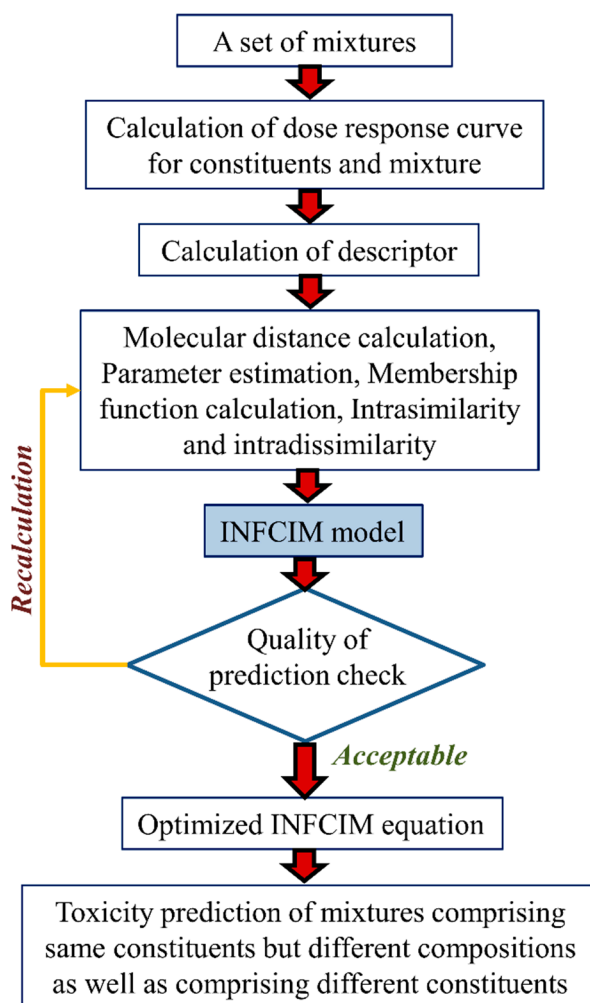 A set of mixtures
Calculation of dose response curve
for constituents and mixture
Calculation of descriptor
Molecular distance calculation,
Parameter estimation, Membership
function calculation, Intrasimilarity
and intradissimilarity
Recalculation
INFCIM model
Quality of
prediction check
Acceptable
Optimized INFCIM equation
Toxicity prediction of mixtures comprising
same constituents but different compositions
as well as comprising different constituents